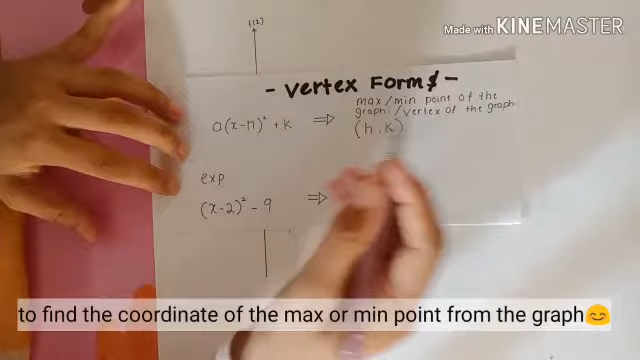 Made with KINEMASTER
f(x)
- Vertex Forms -
max/min point of the
graph / vertex of the graph
a(x-h)² + k ⇒ (h, k)
exp
(x-2)² - 9 ⇒
to find the coordinate of the max or min point from the graph😊